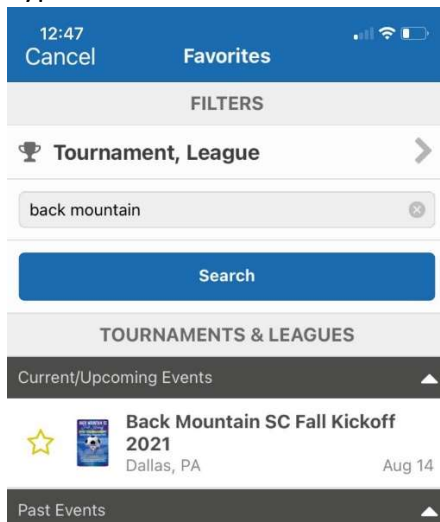 12:47
Cancel Favorites
FILTERS
Tournament, League
back mountain
Search
TOURNAMENTS & LEAGUES
Current/Upcoming Events
Back Mountain SC Fall Kickoff
2021
Dallas, PA Aug 14
Past Events